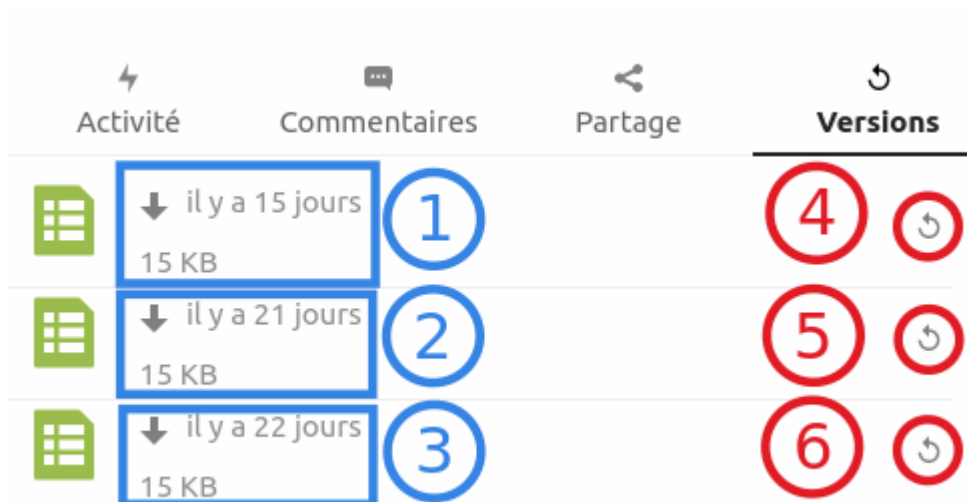 Activité Commentaires Partage Versions
il y a 15 jours 1 4
15 KB
il y a 21 jours 2 5
15 KB
il y a 22 jours 3 6
15 KB